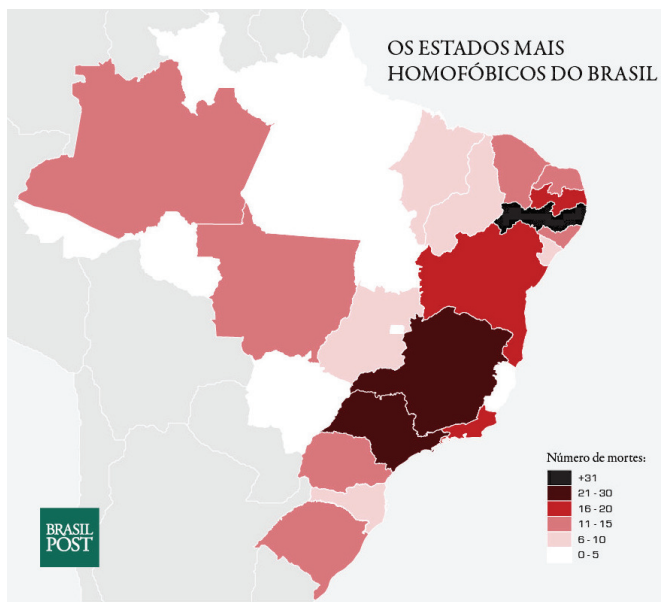 OS ESTADOS MAIS
HOMOFÓBICOS DO BRASIL
Número de mortes:
+31
21 - 30
16 - 20
11 - 15
6 - 10
0 - 5
BRASIL
POST